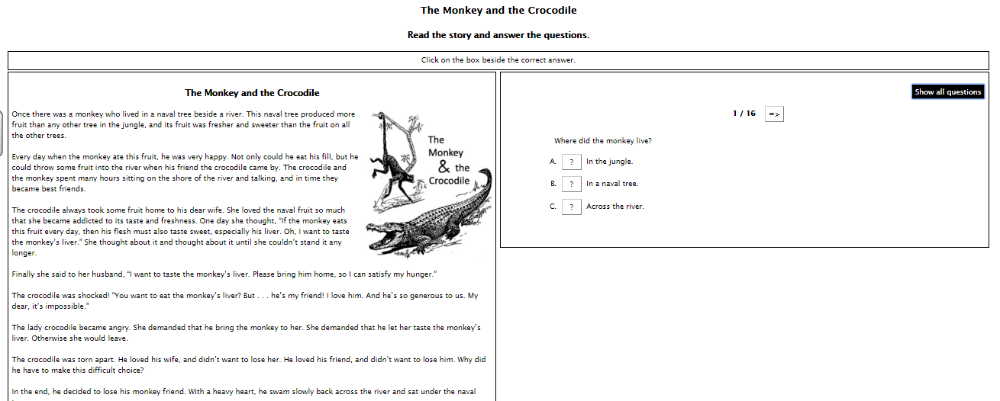 The Monkey and the Crocodile
Read the story and answer the questions.
Click on the box beside the correct answer.
The Monkey and the Crocodile
Once there was a monkey who lived in a naval tree beside a river. This naval tree produced more
fruit than any other tree in the jungle, and its fruit was fresher and sweeter than the fruit on all
the other trees.
Every day when the monkey ate this fruit, he was very happy. Not only could he eat his fill, but he
could throw some fruit into the river when his friend the crocodile came by. The crocodile and
the monkey spent many hours sitting on the shore of the river and talking, and in time they
became best friends.
The crocodile always took some fruit home to his dear wife. She loved the naval fruit so much
that she became addicted to its taste and freshness. One day she thought, “If the monkey eats
this fruit every day, then his flesh must also taste sweet, especially his liver. Oh, I want to taste
the monkey’s liver.” She thought about it and thought about it until she couldn’t stand it any
longer.
The
Monkey
& the
Crocodile
Finally she said to her husband, “I want to taste the monkey’s liver. Please bring him home, so I can satisfy my hunger.”
The crocodile was shocked! “You want to eat the monkey’s liver? But . . . he’s my friend! I love him. And he’s so generous to us. My
dear, it’s impossible.”
The lady crocodile became angry. She demanded that he bring the monkey to her. She demanded that he let her taste the monkey’s
liver. Otherwise she would leave.
The crocodile was torn apart. He loved his wife, and didn’t want to lose her. He loved his friend, and didn’t want to lose him. Why did
he have to make this difficult choice?
In the end, he decided to lose his monkey friend. With a heavy heart, he swam slowly back across the river and sat under the naval
Show all questions
1 / 16 =>
Where did the monkey live?
A. ? In the jungle.
B. ? In a naval tree.
C. ? Across the river.